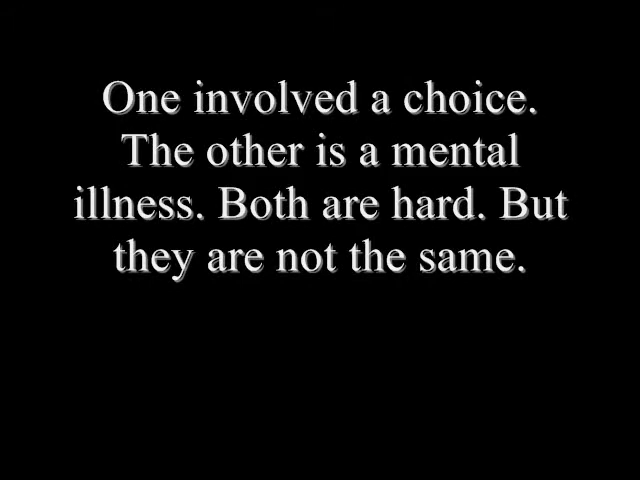 One involved a choice.
The other is a mental
illness. Both are hard. But
they are not the same.